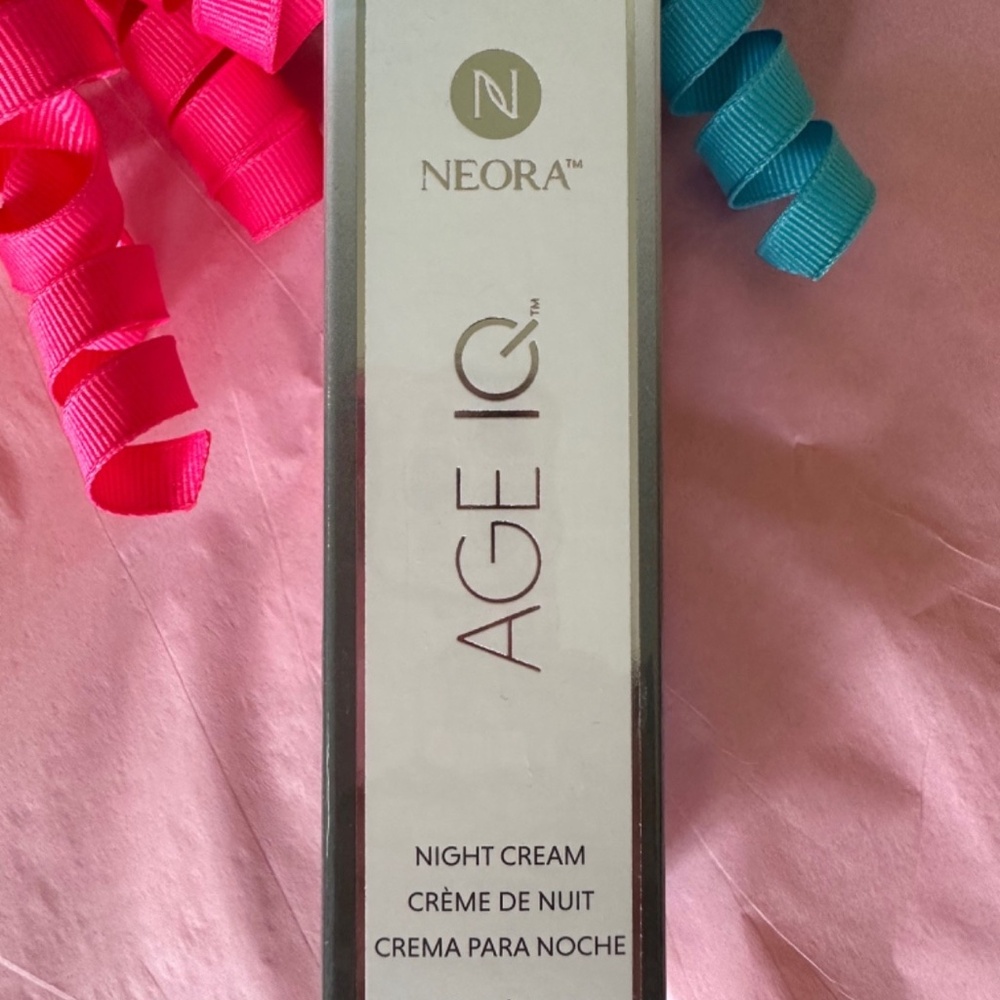 N
NEORA™
AGE IQ™
NIGHT CREAM
CRÈME DE NUIT
CREMA PARA NOCHE